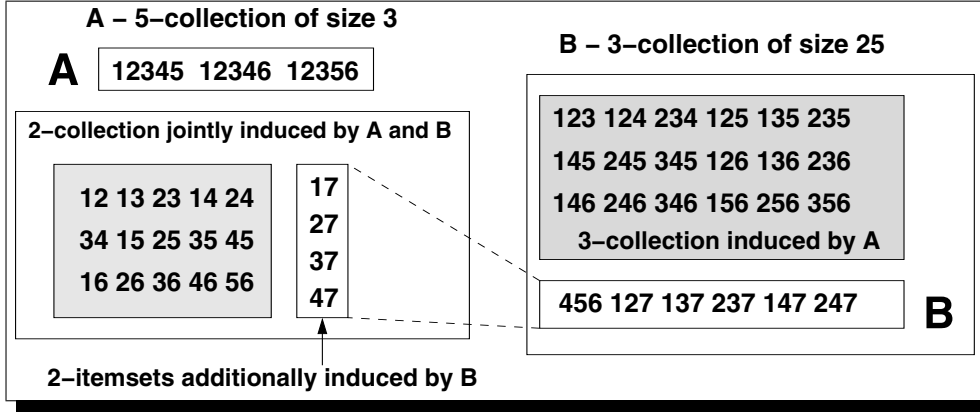 A – 5–collection of size 3
A
12345 12346 12356
2–collection jointly induced by A and B
12 13 23 14 24
34 15 25 35 45
16 26 36 46 56
17
27
37
47
2–itemsets additionally induced by B
B – 3–collection of size 25
123 124 234 125 135 235
145 245 345 126 136 236
146 246 346 156 256 356
3–collection induced by A
456 127 137 237 147 247
B